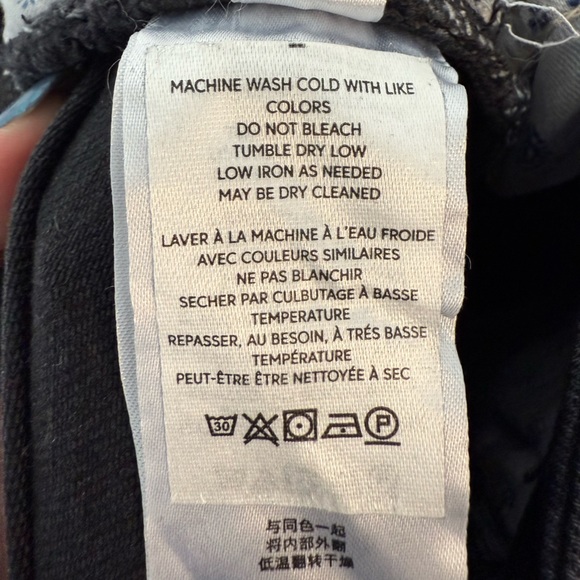 MACHINE WASH COLD WITH LIKE
COLORS
DO NOT BLEACH
TUMBLE DRY LOW
LOW IRON AS NEEDED
MAY BE DRY CLEANED
LAVER À LA MACHINE À L'EAU FROIDE
AVEC COULEURS SIMILAIRES
NE PAS BLANCHIR
SECHER PAR CULBUTAGE À BASSE
TEMPERATURE
REPASSER, AU BESOIN, À TRÉS BASSE
TEMPÉRATURE
PEUT-ÊTRE ÊTRE NETTOYÉE À SEC
30 P
与同色一起
将内部外翻
低温翻转干燥